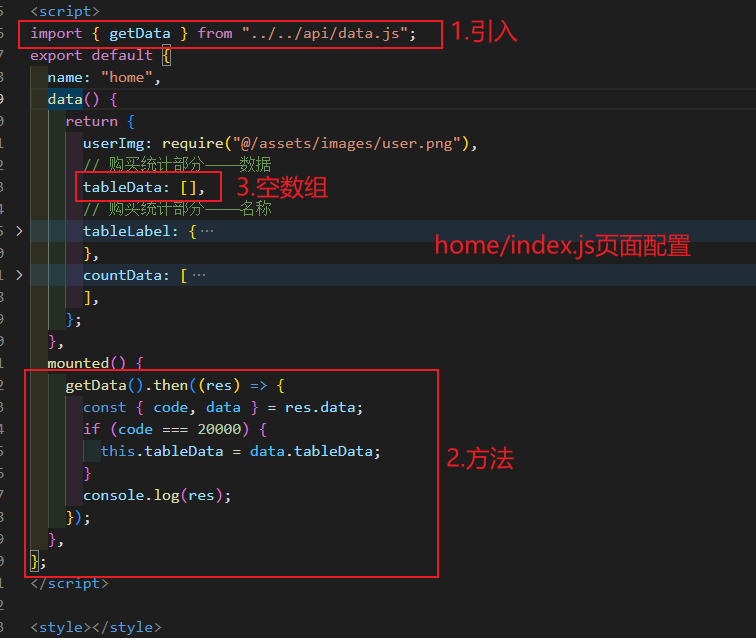 <script>
import { getData } from "../../api/data.js";
1.引入
export default {
name: "home",
data() {
return {
userImg: require("@/assets/images/user.png"),
// 购买统计部分————数据
tableData: [],
3.空数组
// 购买统计部分————名称
tableLabel: {···
home/index.js页面配置
},
countData: [···
],
};
},
mounted() {
getData().then((res) => {
const { code, data } = res.data;
if (code === 20000) {
this.tableData = data.tableData;
2.方法
}
console.log(res);
});
},
};
</script>
<style></style>